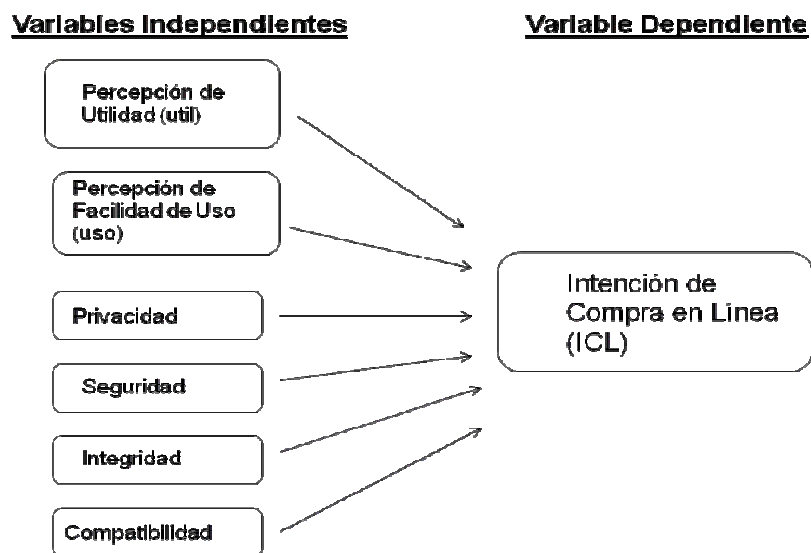 Variables Independientes
Variable Dependiente
Percepción de
Utilidad (util)
Percepción de
Facilidad de Uso
(uso)
Privacidad
Seguridad
Integridad
Compatibilidad
Intención de
Compra en Línea
(ICL)